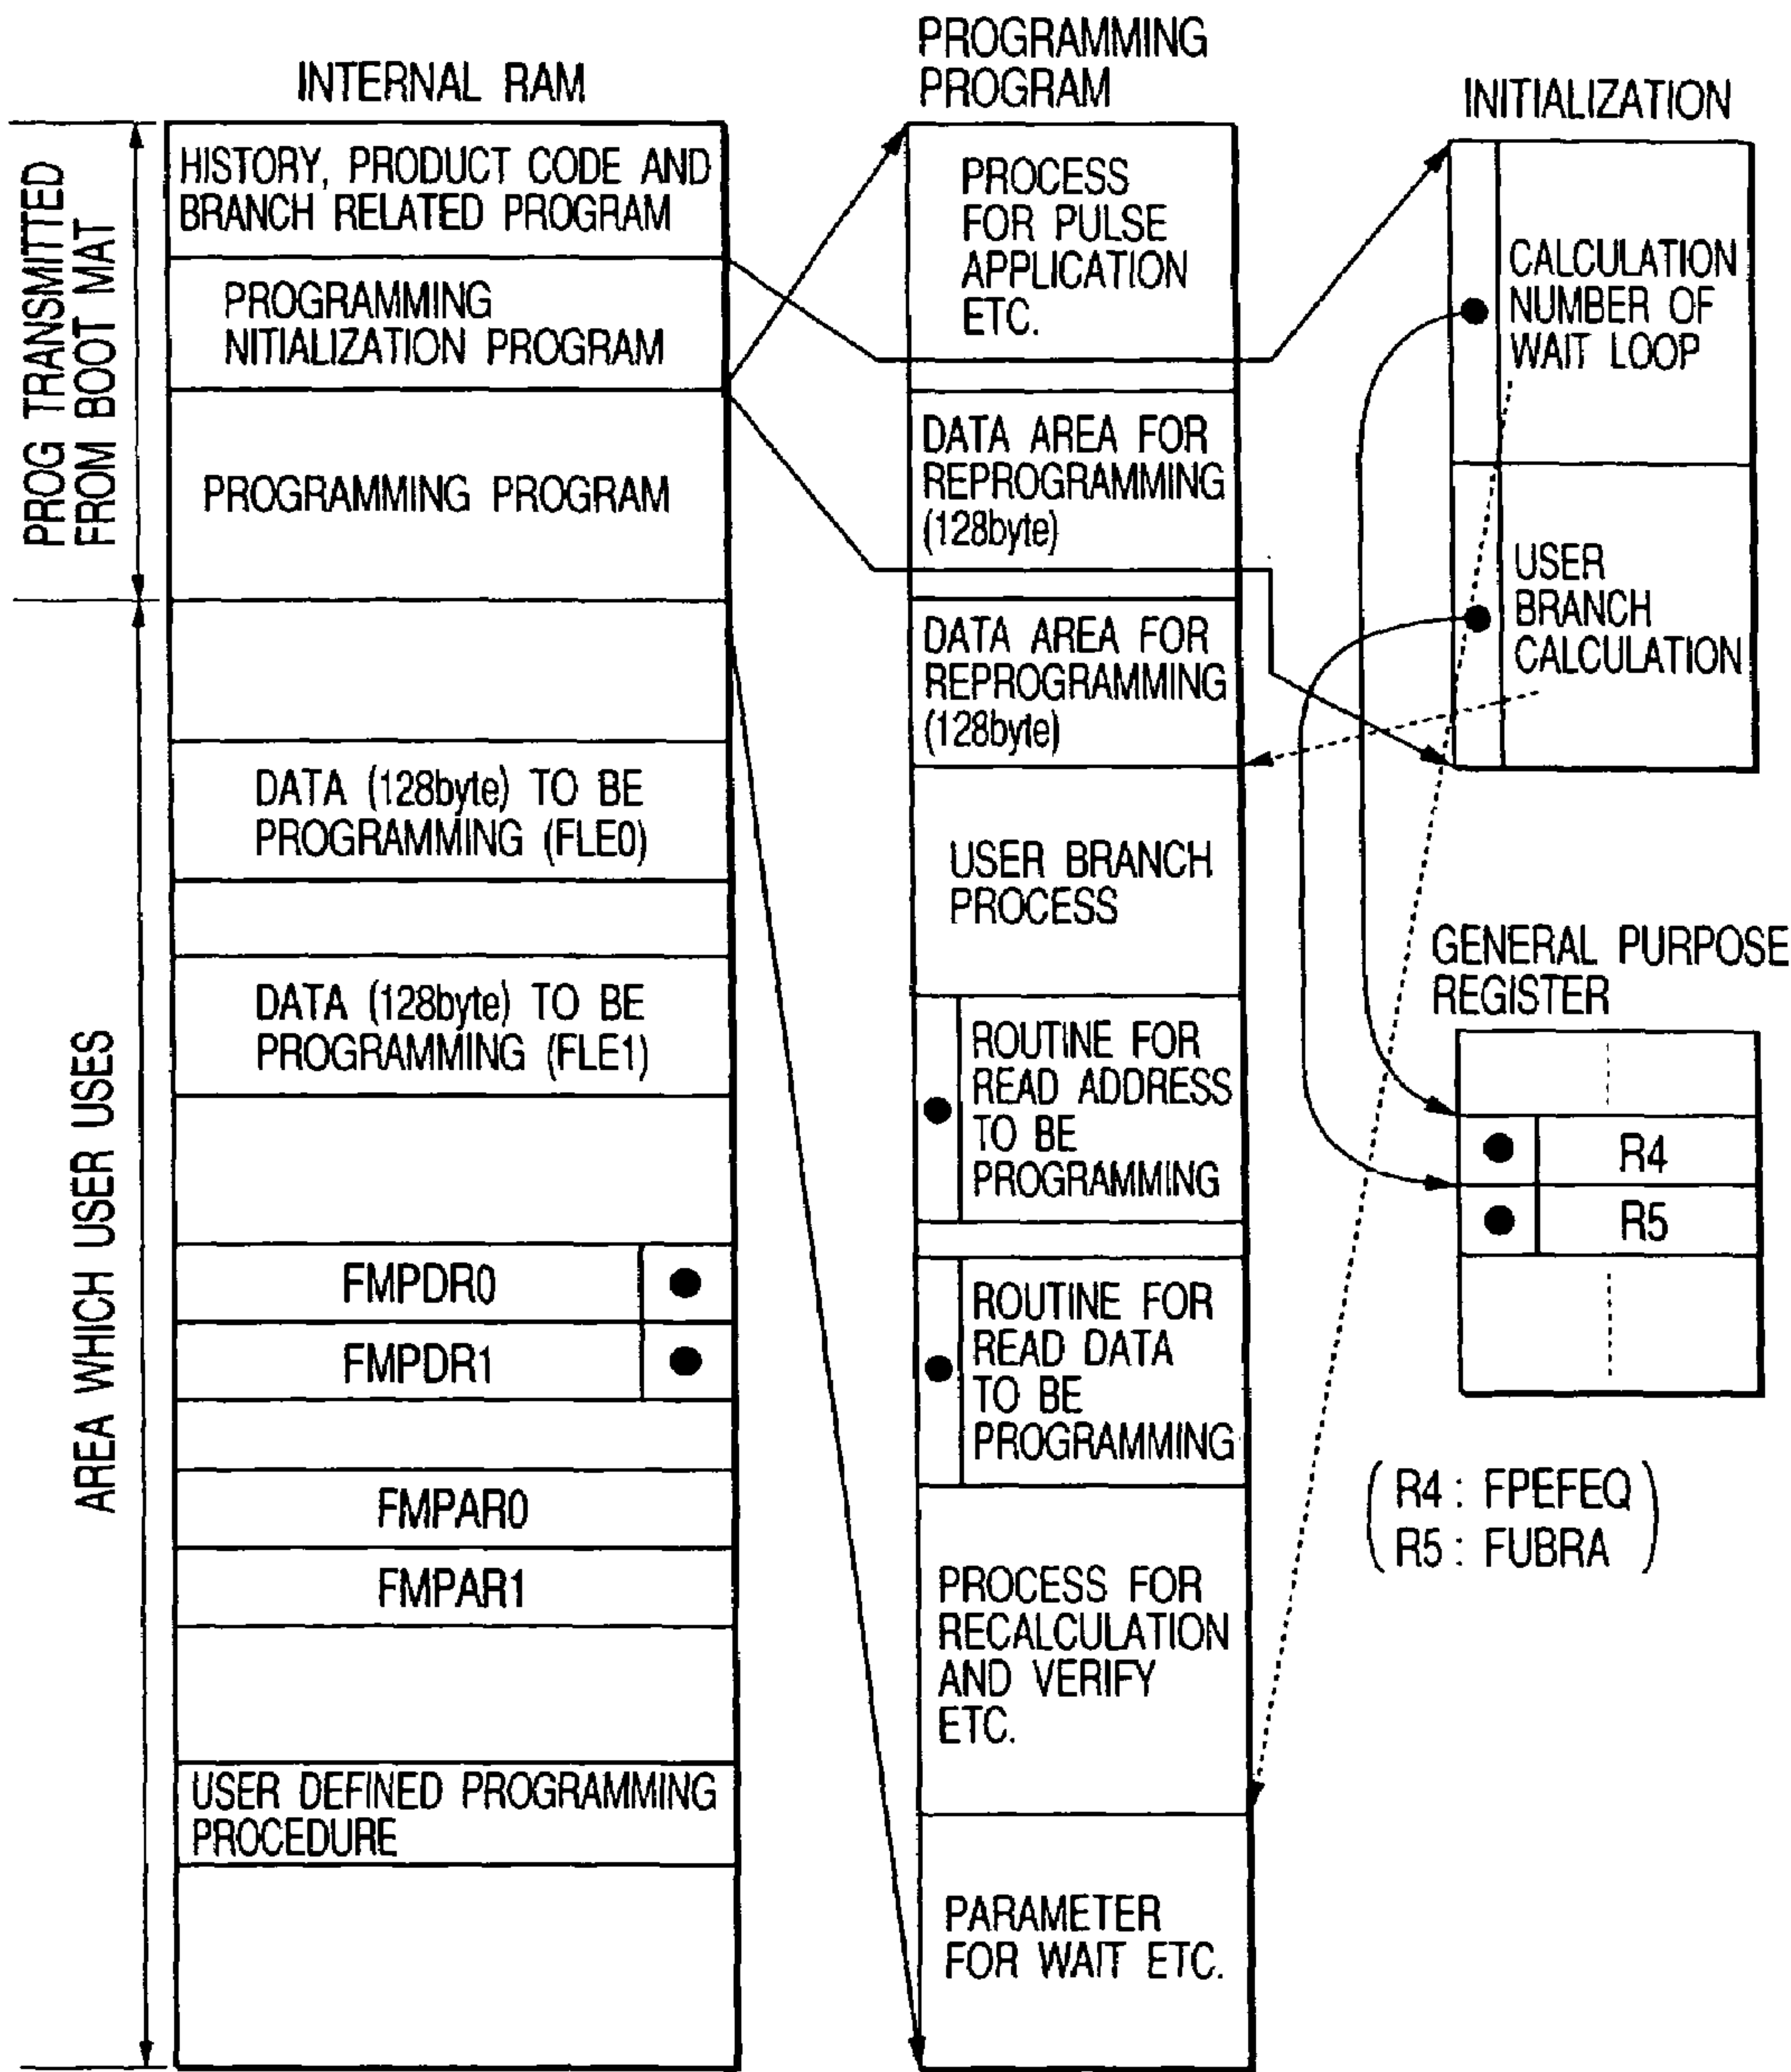 INTERNAL RAM
PROG TRANSMITTED
FROM BOOT MAT
AREA WHICH USER USES
HISTORY, PRODUCT CODE AND
BRANCH RELATED PROGRAM
PROGRAMMING
NITIALIZATION PROGRAM
PROGRAMMING PROGRAM
DATA (128byte) TO BE
PROGRAMMING (FLE0)
DATA (128byte) TO BE
PROGRAMMING (FLE1)
FMPDR0
FMPDR1
FMPAR0
FMPAR1
USER DEFINED PROGRAMMING
PROCEDURE
PROGRAMMING
PROGRAM
PROCESS
FOR PULSE
APPLICATION
ETC.
DATA AREA FOR
REPROGRAMMING
(128byte)
DATA AREA FOR
REPROGRAMMING
(128byte)
USER BRANCH
PROCESS
ROUTINE FOR
READ ADDRESS
TO BE
PROGRAMMING
ROUTINE FOR
READ DATA
TO BE
PROGRAMMING
PROCESS FOR
RECALCULATION
AND VERIFY
ETC.
PARAMETER
FOR WAIT ETC.
INITIALIZATION
CALCULATION
NUMBER OF
WAIT LOOP
USER
BRANCH
CALCULATION
GENERAL PURPOSE
REGISTER
R4
R5
(R4 : FPEFEQ)
(R5 : FUBRA)